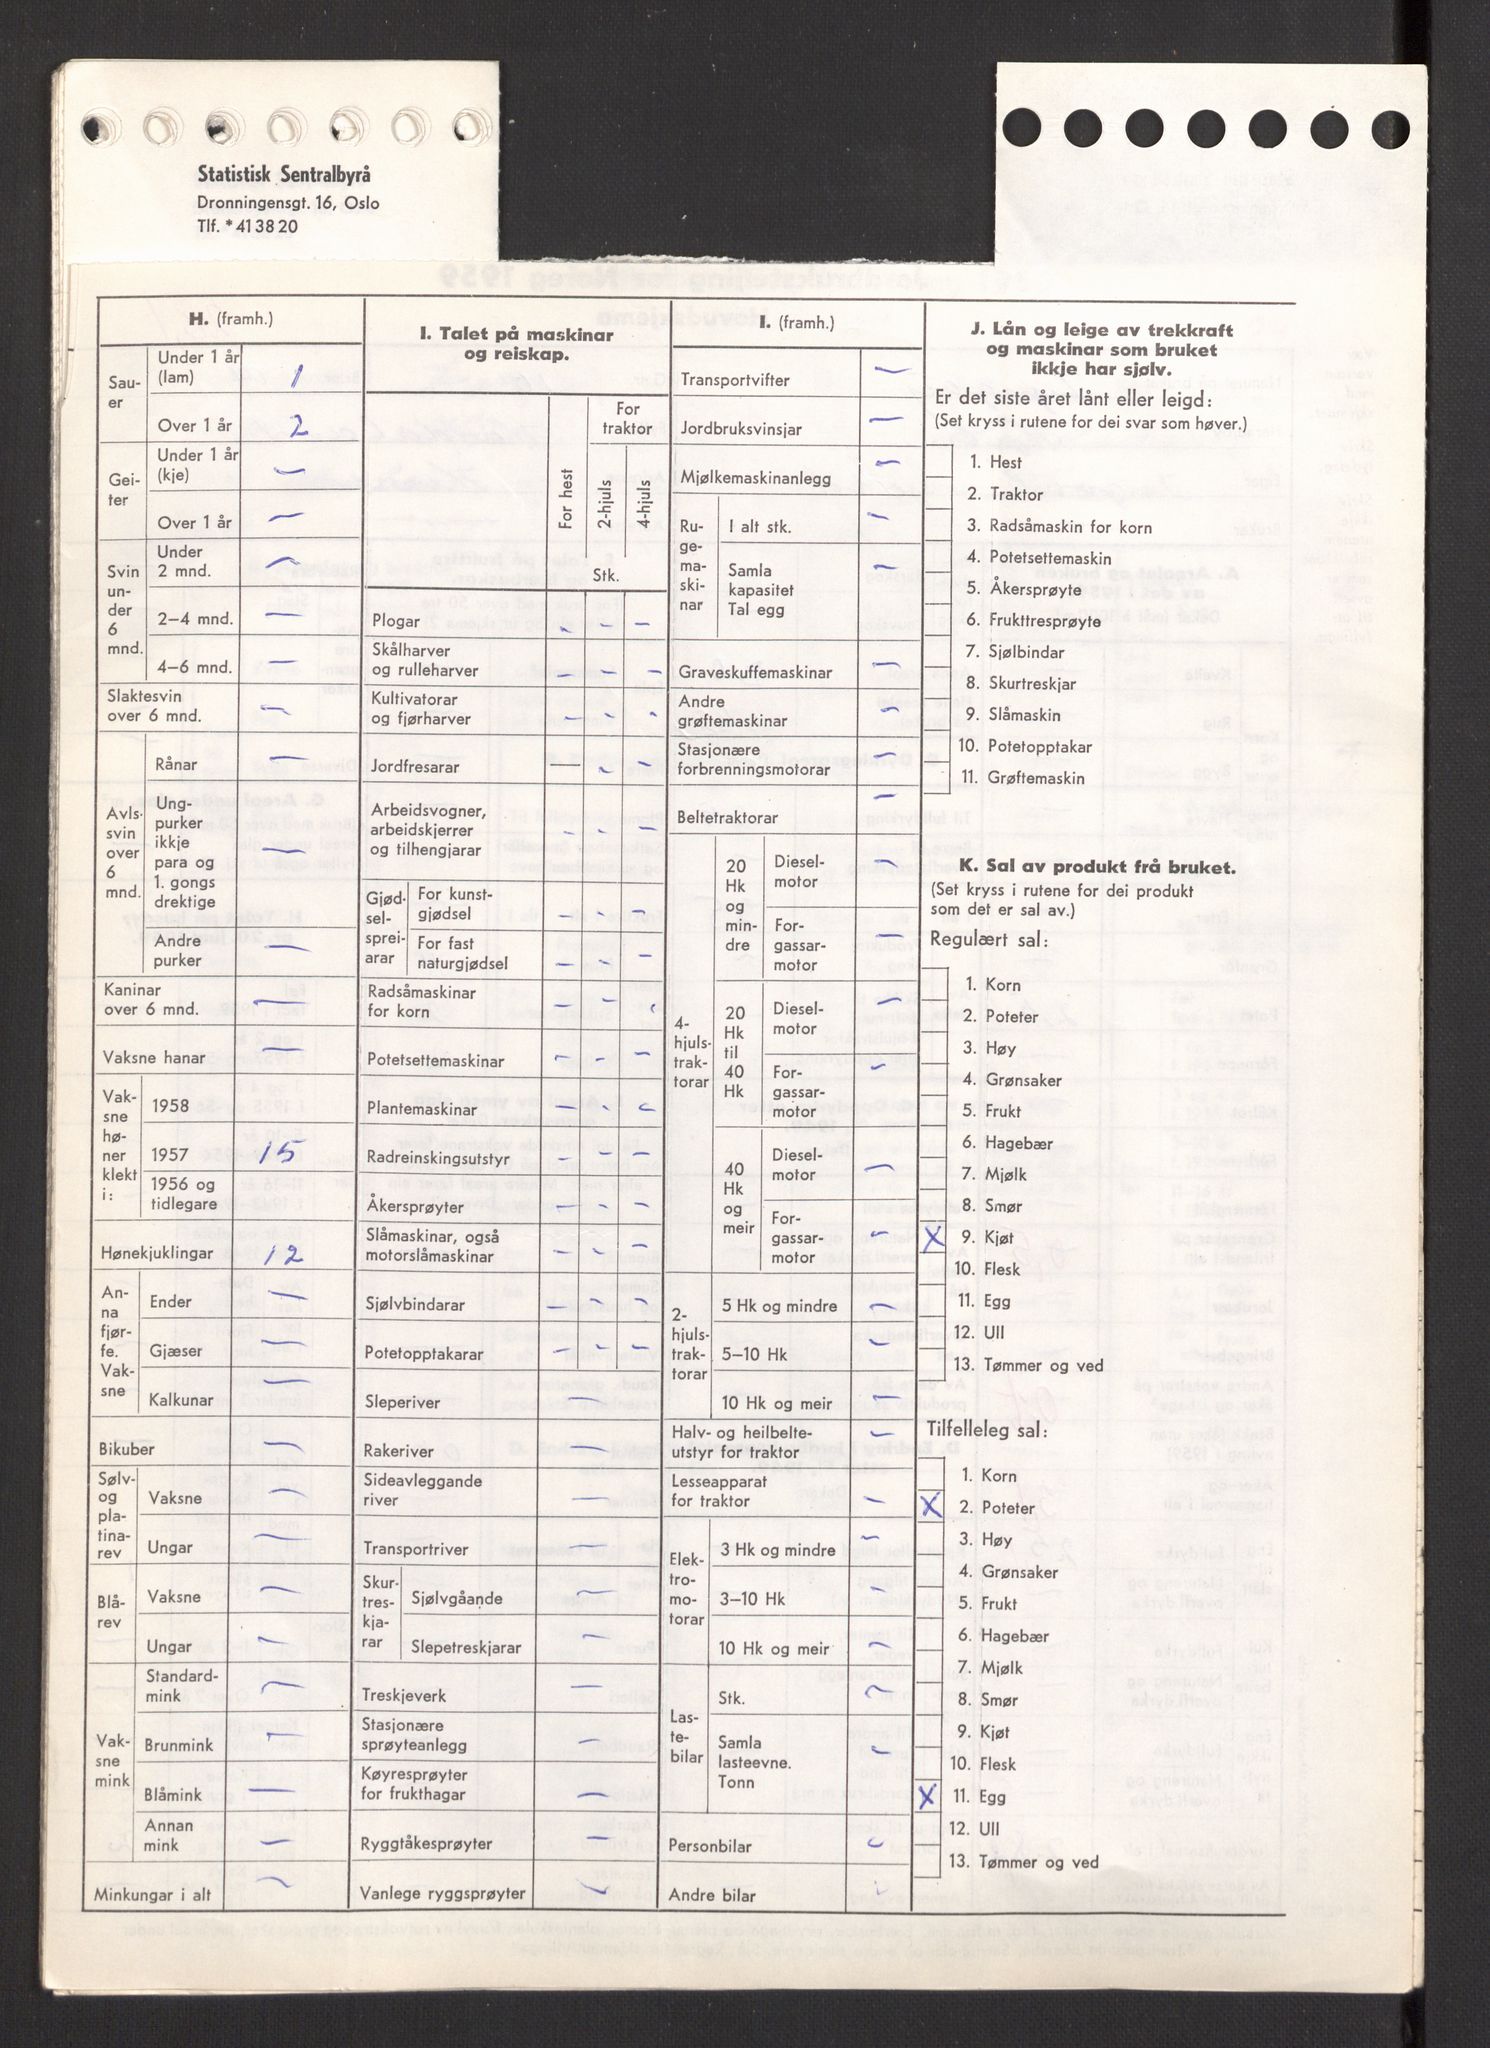 Statistisk Sentralbyrå
Dronningensgt. 16, Oslo
Tlf. *41 38 20
H. (framh.)
Sau-
er
Under 1 år
(lam) 1
Over 1 år 2
Gei-
ter
Under 1 år
(kje) —
Over 1 år —
Svin
un-
der
6
mnd.
Under
2 mnd. —
2–4 mnd. —
4–6 mnd. —
Slaktesvin
over 6 mnd. —
Avls-
svin
over
6
mnd.
Rånar —
Ung-
purker
ikkje
para og
1. gongs
drektige —
Andre
purker —
Kaninar
over 6 mnd. —
Vaksne hanar —
Vak-
sne
hø-
ner
klekt
i:
1958
1957 15
1956 og
tidlegare
Hønekjuklingar 12
An-
na
fjør-
fe.
Vak-
sne
Ender —
Gjæser —
Kalkunar —
Bikuber —
Sølv-
og
pla-
tina-
rev
Vaksne —
Ungar —
Blå-
rev
Vaksne —
Ungar —
Vak-
sne
mink
Standard-
mink —
Brunmink —
Blåmink —
Annan
mink —
Minkungar i alt —
I. Talet på maskinar
og reiskap.
For hest
For
traktor
2-hjuls
4-hjuls
Stk.
Plogar - - -
Skålharver
og rulleharver - - -
Kultivatorar
og fjørharver - - -
Jordfresarar — - -
Arbeidsvogner,
arbeidskjerrer
og tilhengjarar - - -
Gjød-
sel-
sprei-
arar
For kunst-
gjødsel - - -
For fast
naturgjødsel - - -
Radsåmaskinar
for korn - - -
Potetsettemaskinar - - -
Plantemaskinar - - -
Radreinskingsutstyr - - -
Åkersprøyter - - -
Slåmaskinar, også
motorslåmaskinar - - -
Sjølvbindarar - - -
Potetopptakarar - - -
Sleperiver —
Rakeriver —
Sideavleggande
river —
Transportriver —
Skur-
tres-
kja-
rar
Sjølvgåande —
Slepetreskjarar —
Treskjeverk —
Stasjonære
sprøyteanlegg —
Køyresprøyter
for frukthagar —
Ryggtåkesprøyter —
Vanlege ryggsprøyter —
I. (framh.)
Transportvifter —
Jordbruksvinsjar —
Mjølkemaskinanlegg —
Ru-
ge-
ma-
ski-
nar
I alt stk. —
Samla
kapasitet
Tal egg —
Graveskuffemaskinar —
Andre
grøftemaskinar —
Stasjonære
forbrenningsmotorar —
Beltetraktorar —
4-
hjuls-
trak-
torar
20
Hk
og
min-
dre
Diesel-
motor —
For-
gassar-
motor —
20
Hk
til
40
Hk
Diesel-
motor —
For-
gassar-
motor —
40
Hk
og
meir
Diesel-
motor —
For-
gassar-
motor —
2-
hjuls-
trak-
torar
5 Hk og mindre —
5–10 Hk —
10 Hk og meir —
Halv- og heilbelte-
utstyr for traktor —
Lesseapparat
for traktor —
Elek-
tro-
mo-
torar
3 Hk og mindre —
3–10 Hk —
10 Hk og meir —
Las-
te-
bilar
Stk. —
Samla
lasteevne.
Tonn —
Personbilar —
Andre bilar —
J. Lån og leige av trekkraft
og maskinar som bruket
ikkje har sjølv.
Er det siste året lånt eller leigd:
(Set kryss i rutene for dei svar som høver.)
1. Hest
2. Traktor
3. Radsåmaskin for korn
4. Potetsettemaskin
5. Åkersprøyte
6. Frukttresprøyte
7. Sjølbindar
8. Skurtreskjar
9. Slåmaskin
10. Potetopptakar
11. Grøftemaskin
K. Sal av produkt frå bruket.
(Set kryss i rutene for dei produkt
som det er sal av.)
Regulært sal:
1. Korn
2. Poteter
3. Høy
4. Grønsaker
5. Frukt
6. Hagebær
7. Mjølk
8. Smør
X 9. Kjøt
10. Flesk
11. Egg
12. Ull
13. Tømmer og ved
Tilfelleleg sal:
1. Korn
X 2. Poteter
3. Høy
4. Grønsaker
5. Frukt
6. Hagebær
7. Mjølk
8. Smør
9. Kjøt
10. Flesk
X 11. Egg
12. Ull
13. Tømmer og ved